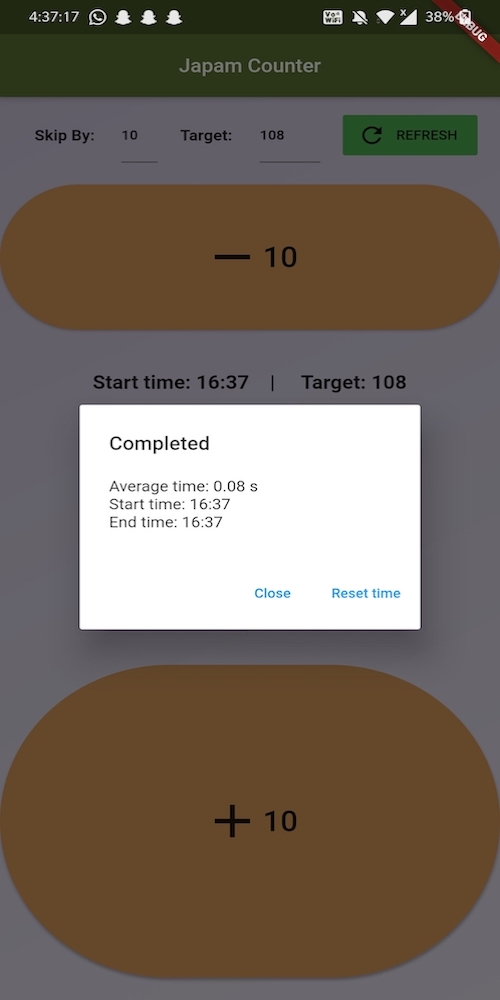 4:37:17 Vo WiFi x 38%
DEBUG
Japam Counter
Skip By: 10 Target: 108 REFRESH
— 10
Start time: 16:37 | Target: 108
Completed
Average time: 0.08 s
Start time: 16:37
End time: 16:37
Close Reset time
+ 10